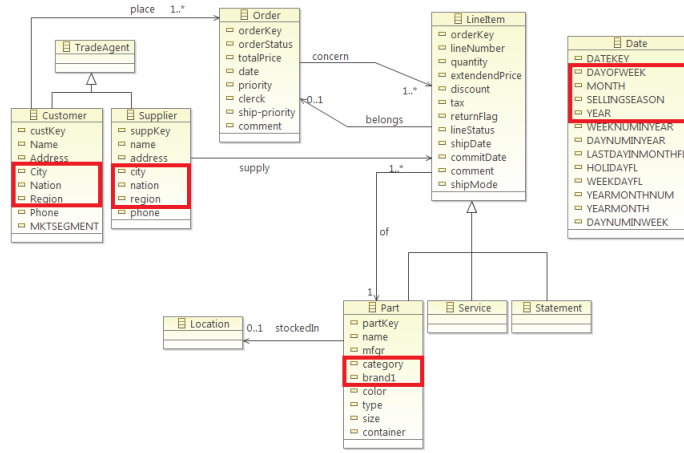 place 1..*
TradeAgent
Order
orderKey
orderStatus
totalPrice
date
priority
clerck
ship-priority
comment
concern
1..*
0..1
belongs
LineItem
orderKey
lineNumber
quantity
extendendPrice
discount
tax
returnFlag
lineStatus
shipDate
commitDate
comment
shipMode
Date
DATEKEY
DAYOFWEEK
MONTH
SELLINGSEASON
YEAR
WEEKNUMINYEAR
DAYNUMINYEAR
LASTDAYINMONTHFL
HOLIDAYFL
WEEKDAYFL
YEARMONTHNUM
YEARMONTH
DAYNUMINWEEK
Customer
custKey
Name
Address
City
Nation
Region
Phone
MKTSEGMENT
Supplier
suppKey
name
address
city
nation
region
phone
supply
1..*
of
1
Location
0..1 stockedIn
Part
partKey
name
mfgr
category
brand1
color
type
size
container
Service
Statement